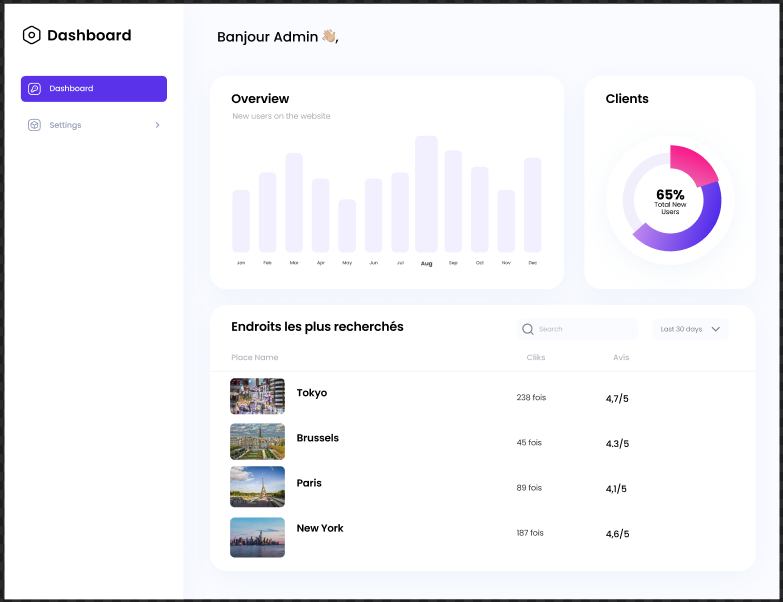 Dashboard
Banjour Admin 👋🏼,
Dashboard
Settings
Overview
New users on the website
Jan Feb Mar Apr May Jun Jul Aug Sep Oct Nov Dec
Clients
65%
Total New
Users
Endroits les plus recherchés
Search
Last 30 days
Place Name Cliks Avis
Tokyo 238 fois 4,7/5
Brussels 45 fois 4.3/5
Paris 89 fois 4,1/5
New York 187 fois 4,6/5